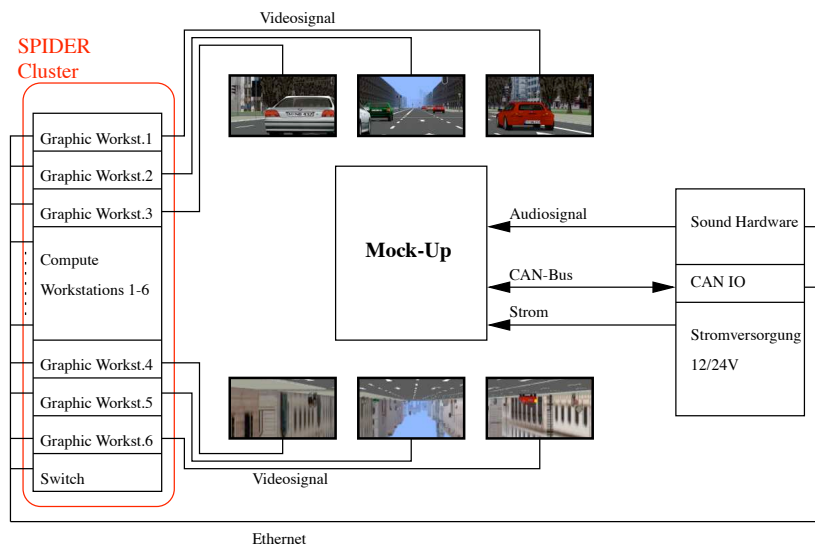 Videosignal
SPIDER
Cluster
Graphic Workst.1
Graphic Workst.2
Graphic Workst.3
Compute
Workstations 1-6
Graphic Workst.4
Graphic Workst.5
Graphic Workst.6
Switch
Mock-Up
Audiosignal
CAN-Bus
Strom
Sound Hardware
CAN IO
Stromversorgung
12/24V
Videosignal
Ethernet